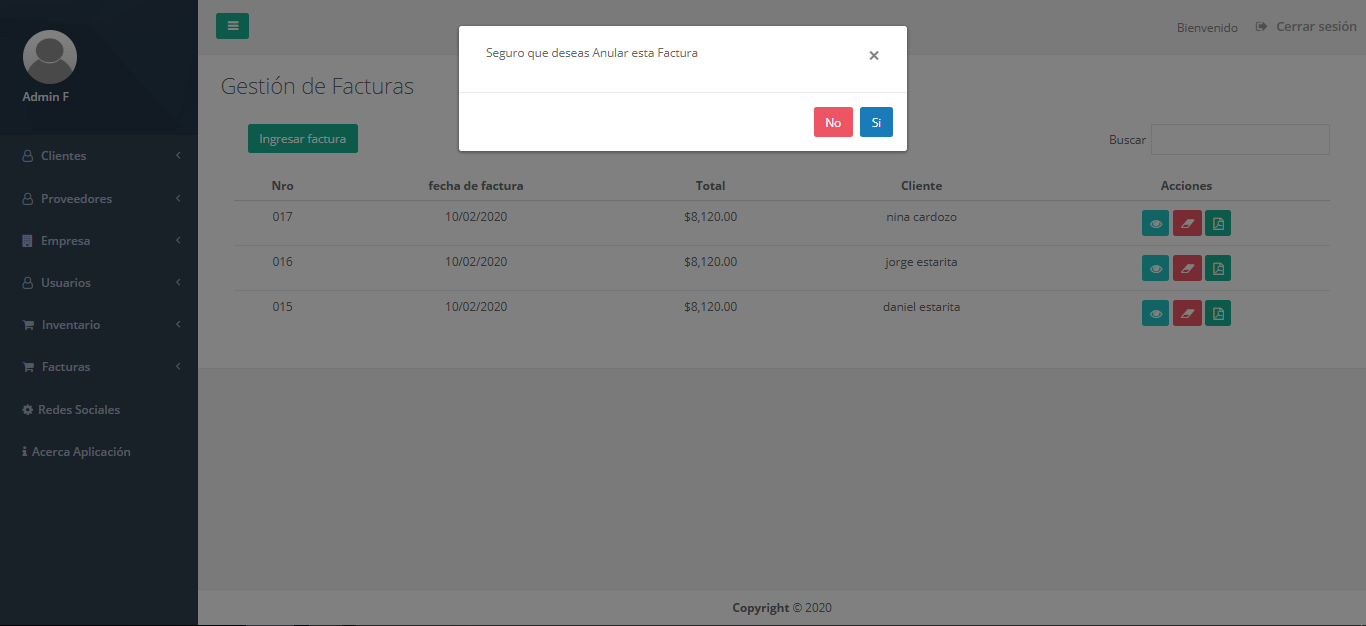 Admin F
Clientes
Proveedores
Empresa
Usuarios
Inventario
Facturas
Redes Sociales
Acerca Aplicación
Bienvenido Cerrar sesión
Seguro que deseas Anular esta Factura ×
No Si
Gestión de Facturas
Ingresar factura
Buscar
Nro fecha de factura Total Cliente Acciones
017 10/02/2020 $8,120.00 nina cardozo
016 10/02/2020 $8,120.00 jorge estarita
015 10/02/2020 $8,120.00 daniel estarita
Copyright © 2020